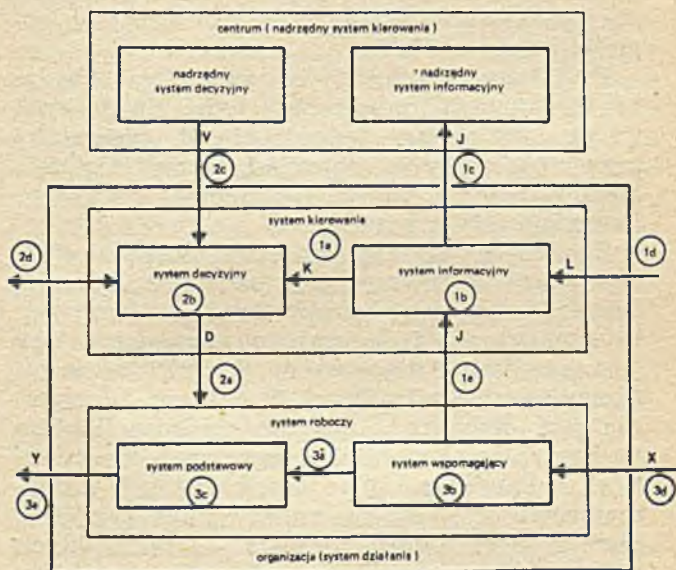 centrum ( nadrzędny system kierowania )
nadrzędny
system decyzyjny
nadrzędny
system informacyjny
V
J
2c
1c
system kierowania
1a
2d
1d
system decyzyjny
K
system informacyjny
L
2b
1b
D
J
2a
1e
system roboczy
Y
system podstawowy
3a
system wspomagający
X
3e
3c
3b
3d
organizacja (system działania )